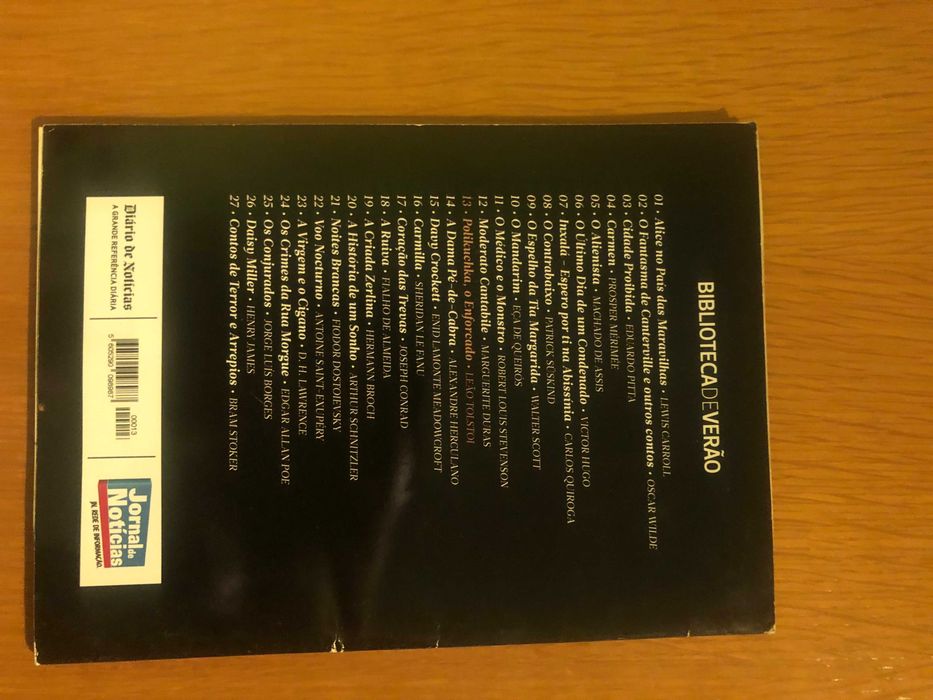 BIBLIOTECADEVERÃO
01 • Alice no País das Maravilhas • LEWIS CARROLL
02 • O Fantasma de Canterville e outros contos • OSCAR WILDE
03 • Cidade Proibida • EDUARDO PITTA
04 • Carmen • PROSPER MÉRIMÉE
05 • O Alienista • MACHADO DE ASSIS
06 • O Último Dia de um Condenado • VICTOR HUGO
07 • Inxalá – Espero por ti na Abissínia • CARLOS QUIROGA
08 • O Contrabaixo • PATRICK SÜSKIND
09 • O Espelho da Tia Margarida • WALTER SCOTT
10 • O Mandarim • EÇA DE QUEIRÓS
11 • O Médico e o Monstro • ROBERT LOUIS STEVENSON
12 • Moderato Cantabile • MARGUERITE DURAS
13 • Polikuchka, o Enforcado • LEÃO TOLSTOI
14 • A Dama Pé-de-Cabra • ALEXANDRE HERCULANO
15 • Davy Crockett • ENID LAMONTE MEADOWCROFT
16 • Carmilla • SHERIDAN LE FANU
17 • Coração das Trevas • JOSEPH CONRAD
18 • A Ruiva • FIALHO DE ALMEIDA
19 • A Criada Zerlina • HERMANN BROCH
20 • A História de um Sonho • ARTHUR SCHNITZLER
21 • Noites Brancas • FIODOR DOSTOIEVSKY
22 • Voo Nocturno • ANTOINE SAINT-EXUPÉRY
23 • A Virgem e o Cigano • D. H. LAWRENCE
24 • Os Crimes da Rua Morgue • EDGAR ALLAN POE
25 • Os Conjurados • JORGE LUIS BORGES
26 • Daisy Miller • HENRY JAMES
27 • Contos de Terror e Arrepios • BRAM STOKER
Diário de Notícias
A GRANDE REFERÊNCIA DIÁRIA
00013
5 605290 098987
Jornal de
Notícias
JN, REDE DE INFORMAÇÃO.